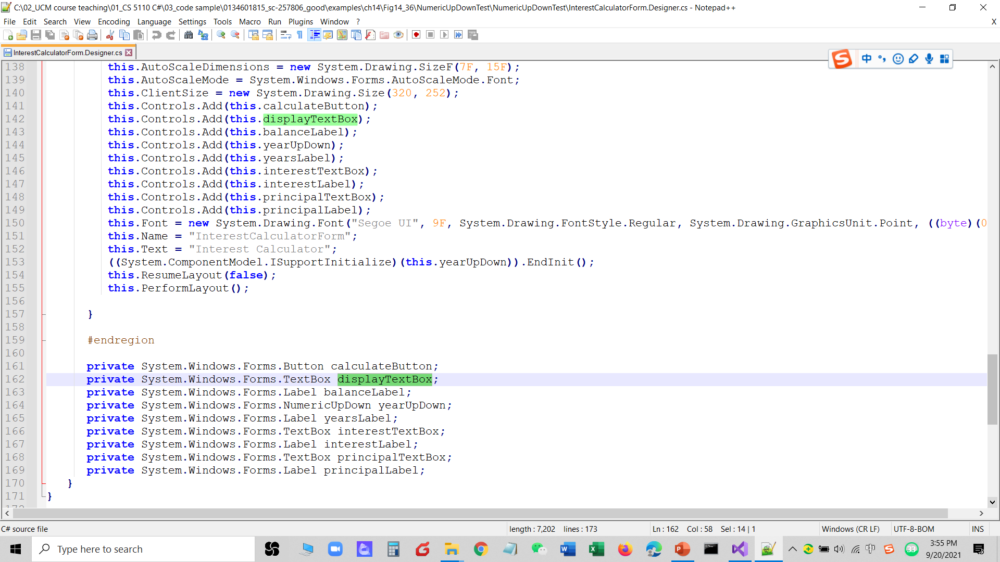 C:\02_UCM course teaching\01_CS 5110 C#\03_code sample\0134601815_sc-257806_good\examples\ch14\Fig14_36\NumericUpDownTest\NumericUpDownTest\InterestCalculatorForm.Designer.cs - Notepad++
File Edit Search View Encoding Language Settings Tools Macro Run Plugins Window ? X
InterestCalculatorForm.Designer.cs
中
138 this.AutoScaleDimensions = new System.Drawing.SizeF(7F, 15F);
139 this.AutoScaleMode = System.Windows.Forms.AutoScaleMode.Font;
140 this.ClientSize = new System.Drawing.Size(320, 252);
141 this.Controls.Add(this.calculateButton);
142 this.Controls.Add(this.displayTextBox);
143 this.Controls.Add(this.balanceLabel);
144 this.Controls.Add(this.yearUpDown);
145 this.Controls.Add(this.yearsLabel);
146 this.Controls.Add(this.interestTextBox);
147 this.Controls.Add(this.interestLabel);
148 this.Controls.Add(this.principalTextBox);
149 this.Controls.Add(this.principalLabel);
150 this.Font = new System.Drawing.Font("Segoe UI", 9F, System.Drawing.FontStyle.Regular, System.Drawing.GraphicsUnit.Point, ((byte)(0
151 this.Name = "InterestCalculatorForm";
152 this.Text = "Interest Calculator";
153 ((System.ComponentModel.ISupportInitialize)(this.yearUpDown)).EndInit();
154 this.ResumeLayout(false);
155 this.PerformLayout();
156
157 }
158
159 #endregion
160
161 private System.Windows.Forms.Button calculateButton;
162 private System.Windows.Forms.TextBox displayTextBox;
163 private System.Windows.Forms.Label balanceLabel;
164 private System.Windows.Forms.NumericUpDown yearUpDown;
165 private System.Windows.Forms.Label yearsLabel;
166 private System.Windows.Forms.TextBox interestTextBox;
167 private System.Windows.Forms.Label interestLabel;
168 private System.Windows.Forms.TextBox principalTextBox;
169 private System.Windows.Forms.Label principalLabel;
170 }
171 }
C# source file length : 7,202 lines : 173 Ln : 162 Col : 58 Sel : 14 | 1 Windows (CR LF) UTF-8-BOM INS
Type here to search
中
33
3:55 PM
9/20/2021